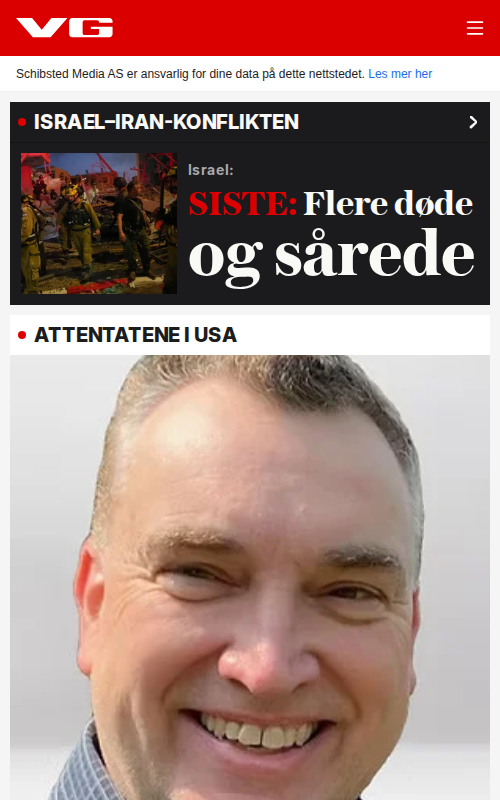 VG
Schibsted Media AS er ansvarlig for dine data på dette nettstedet. Les mer her
ISRAEL–IRAN-KONFLIKTEN
Israel:
SISTE: Flere døde
og sårede
ATTENTATENE I USA